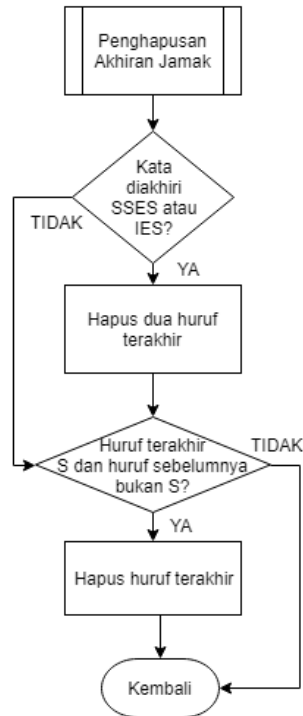 Penghapusan
Akhiran Jamak
Kata
diakhiri
SSES atau
IES?
TIDAK
YA
Hapus dua huruf
terakhir
Huruf terakhir
S dan huruf sebelumnya
bukan S?
TIDAK
YA
Hapus huruf terakhir
Kembali